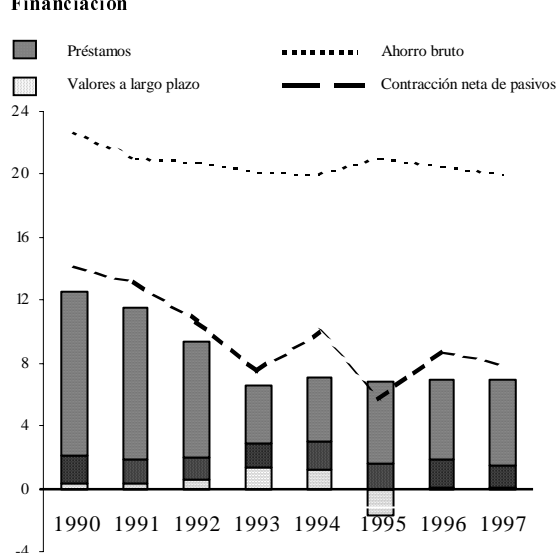 Financiación
Préstamos
Ahorro bruto
Valores a largo plazo
Contracción neta de pasivos
24
20
16
12
8
4
0
1990 1991 1992 1993 1994 1995 1996 1997
-4